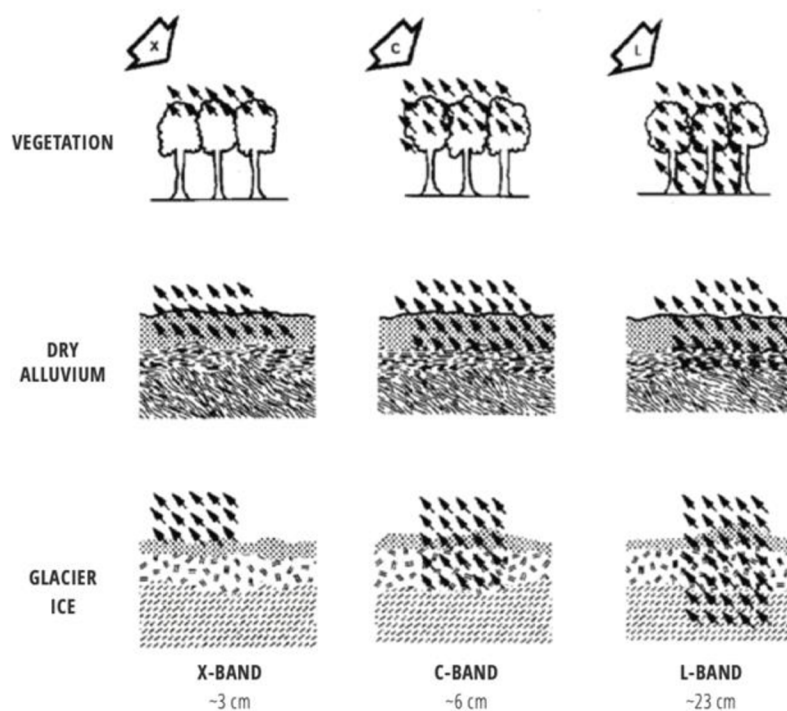 X
C
L
VEGETATION
DRY
ALLUVIUM
GLACIER
ICE
X-BAND
C-BAND
L-BAND
~3 cm
~6 cm
~23 cm